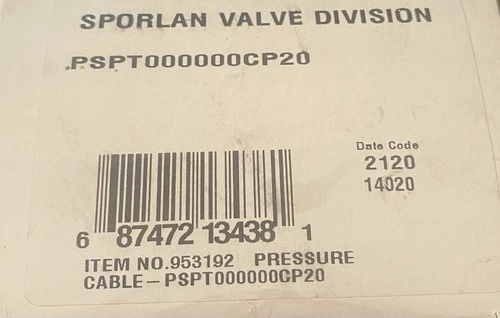 SPORLAN VALVE DIVISION
PSPT000000CP20
Date Code
2120
14020
6 87472 13438 1
ITEM NO.953192 PRESSURE
CABLE-PSPT000000CP20